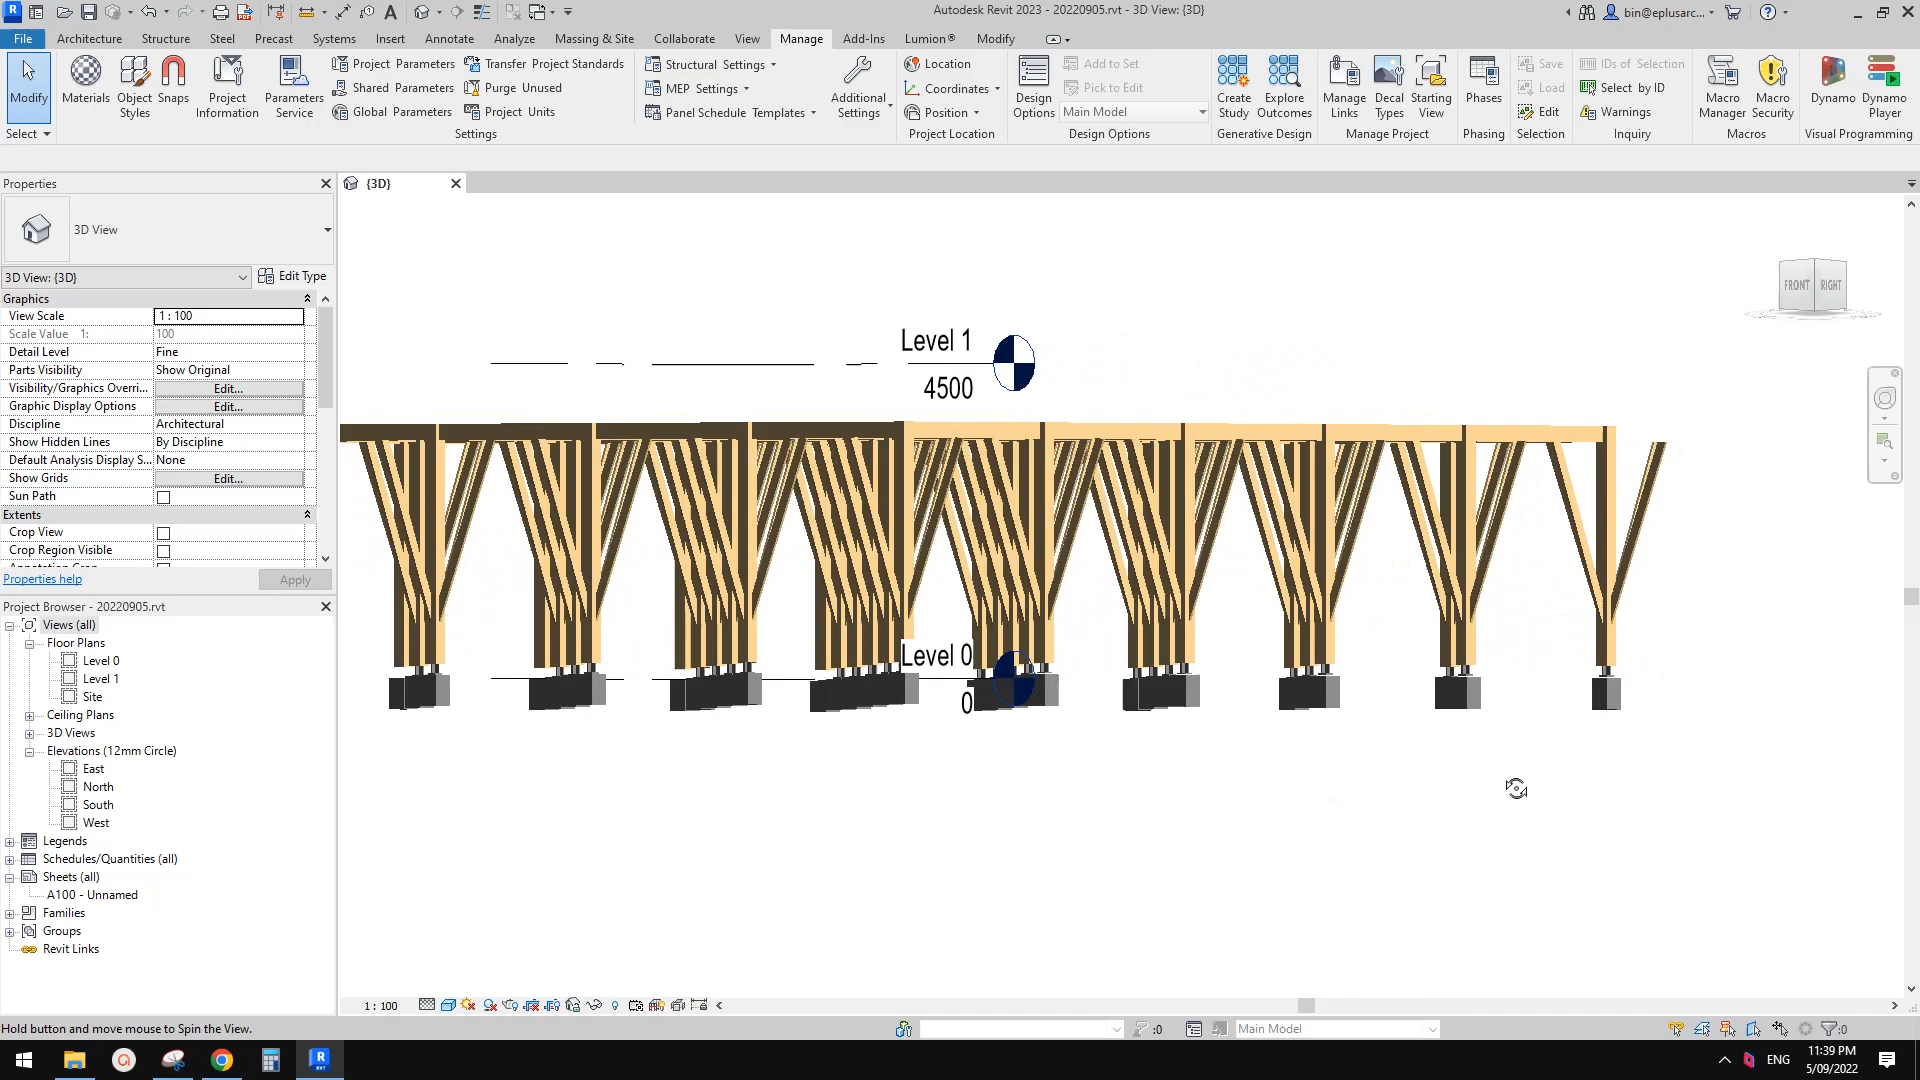 Autodesk Revit 2023 - 20220905.rvt - 3D View: {3D}
bin@eplusarc...
File Architecture Structure Steel Precast Systems Insert Annotate Analyze Massing & Site Collaborate View Manage Add-Ins Lumion® Modify
Modify
Materials
Object Styles
Snaps
Project Information
Parameters Service
Project Parameters
Shared Parameters
Global Parameters
Transfer Project Standards
Purge Unused
Project Units
Structural Settings
MEP Settings
Panel Schedule Templates
Additional Settings
Location
Coordinates
Position
Design Options
Add to Set
Pick to Edit
Main Model
Create Study
Explore Outcomes
Manage Links
Decal Types
Starting View
Phases
Save
Load
Edit
IDs of Selection
Select by ID
Warnings
Macro Manager
Macro Security
Dynamo
Dynamo Player
Select Settings Project Location Design Options Generative Design Manage Project Phasing Selection Inquiry Macros Visual Programming
Properties
{3D}
3D View
3D View: {3D}
Edit Type
Graphics
View Scale 1 : 100
Scale Value 1: 100
Detail Level Fine
Parts Visibility Show Original
Visibility/Graphics Overri... Edit...
Graphic Display Options Edit...
Discipline Architectural
Show Hidden Lines By Discipline
Default Analysis Display S... None
Show Grids Edit...
Sun Path
Extents
Crop View
Crop Region Visible
Properties help
Apply
Project Browser - 20220905.rvt
Views (all)
Floor Plans
Level 0
Level 1
Site
Ceiling Plans
3D Views
Elevations (12mm Circle)
East
North
South
West
Legends
Schedules/Quantities (all)
Sheets (all)
A100 - Unnamed
Families
Groups
Revit Links
FRONT RIGHT
Level 1
4500
Level 0
0
1 : 100
Hold button and move mouse to Spin the View.
:0
Main Model
:0
ENG
11:39 PM
5/09/2022